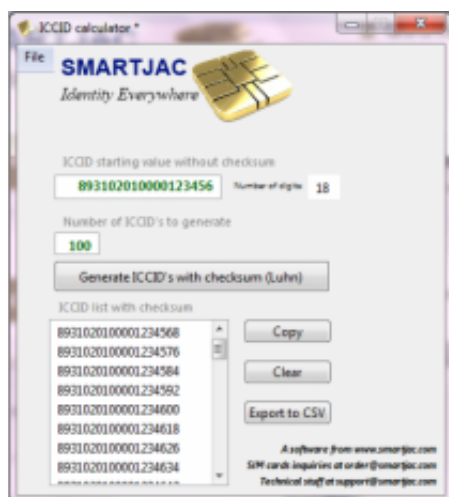 ICCID calculator *
File
SMARTJAC
Identity Everywhere
ICCID starting value without checksum
893102010000123456 Number of digits 18
Number of ICCID's to generate
100
Generate ICCID's with checksum (Luhn)
ICCID list with checksum
8931020100001234568
8931020100001234576
8931020100001234584
8931020100001234592
8931020100001234600
8931020100001234618
8931020100001234626
8931020100001234634
Copy
Clear
Export to CSV
A software from www.smartjac.com
SIM cards inquiries at order@smartjac.com
Technical staff at support@smartjac.com